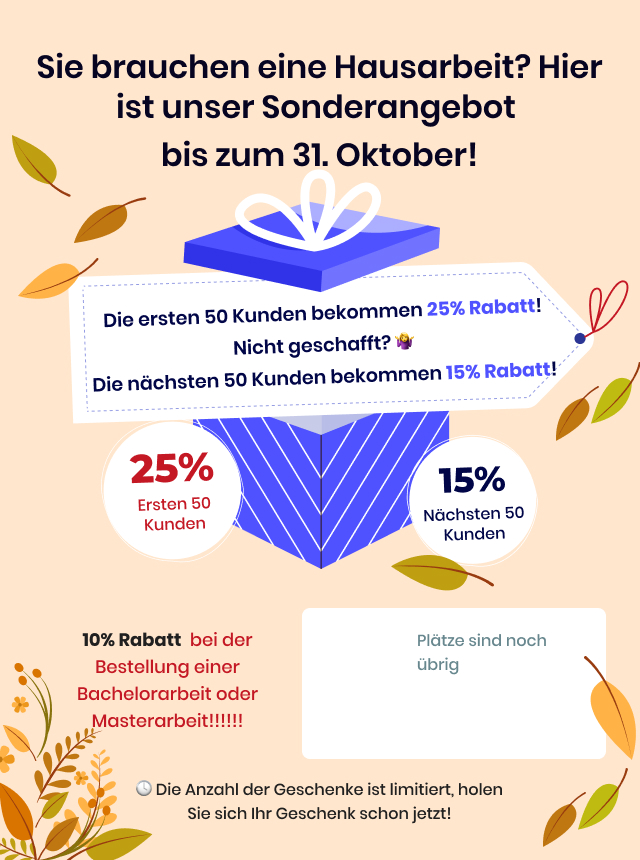 Sie brauchen eine Hausarbeit? Hier
ist unser Sonderangebot
bis zum 31. Oktober!
Die ersten 50 Kunden bekommen 25% Rabatt!
Nicht geschafft? 🤷‍♀️
Die nächsten 50 Kunden bekommen 15% Rabatt!
25%
Ersten 50
Kunden
15%
Nächsten 50
Kunden
10% Rabatt bei der
Bestellung einer
Bachelorarbeit oder
Masterarbeit!!!!!!
Plätze sind noch
übrig
🕓 Die Anzahl der Geschenke ist limitiert, holen
Sie sich Ihr Geschenk schon jetzt!